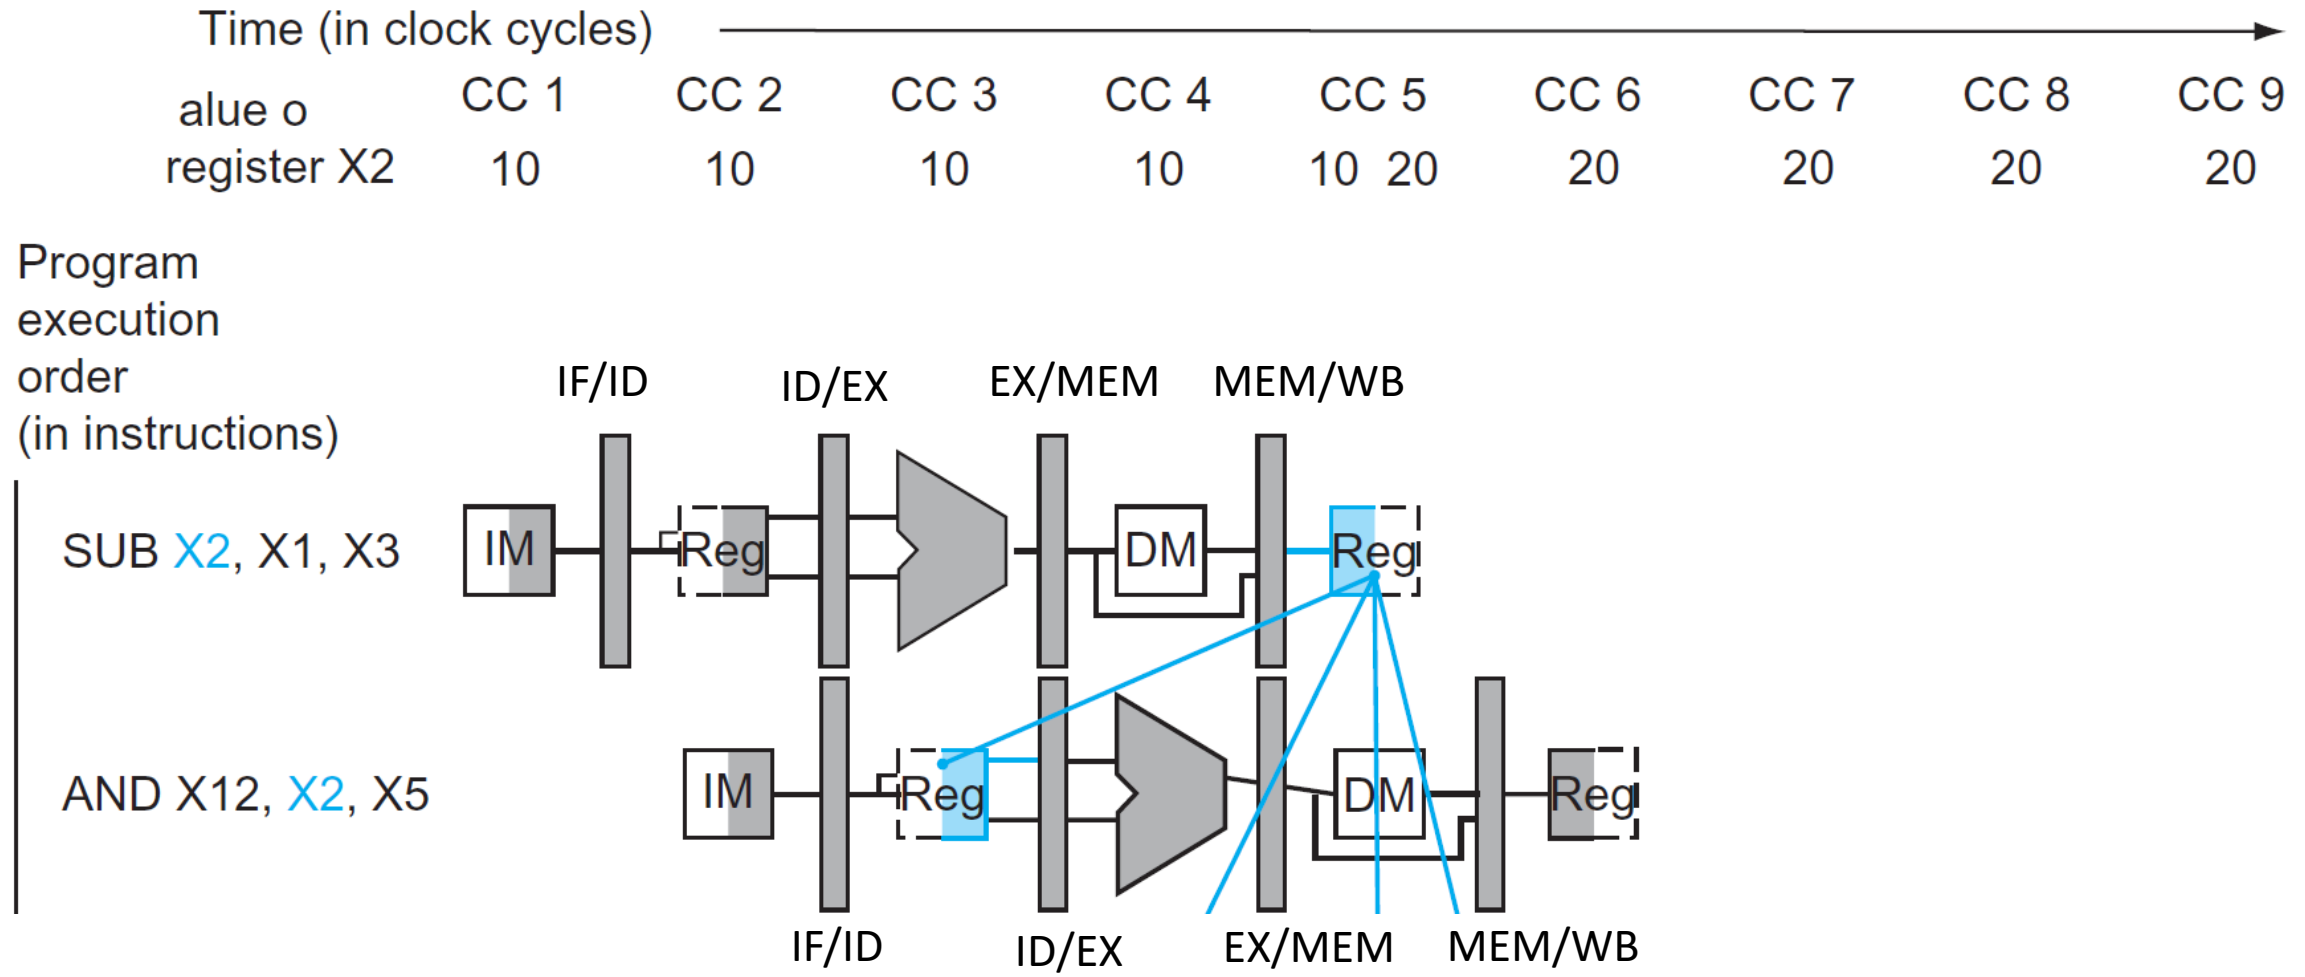 Time (in clock cycles)
CC 1 CC 2 CC 3 CC 4 CC 5 CC 6 CC 7 CC 8 CC 9
alue o
register X2 10 10 10 10 10 20 20 20 20 20
Program
execution
order
(in instructions)
IF/ID ID/EX EX/MEM MEM/WB
SUB X2, X1, X3 IM Reg DM Reg
AND X12, X2, X5 IM Reg DM Reg
IF/ID ID/EX EX/MEM MEM/WB